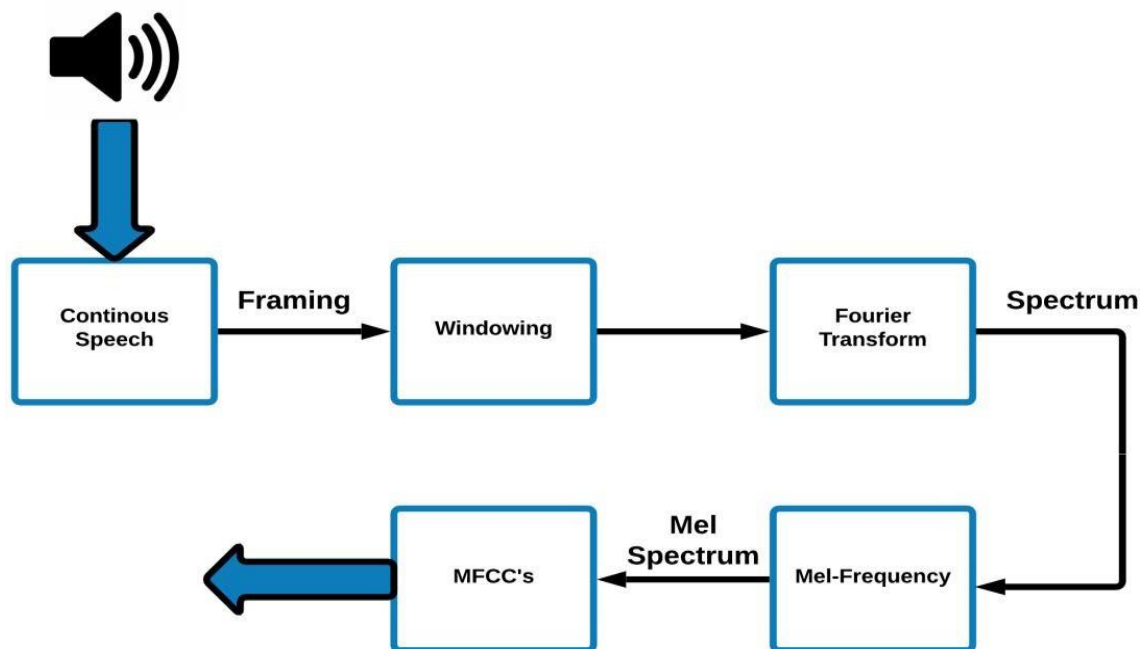 Continous
Speech
Framing
Windowing
Fourier
Transform
Spectrum
Mel-Frequency
Mel
Spectrum
MFCC's